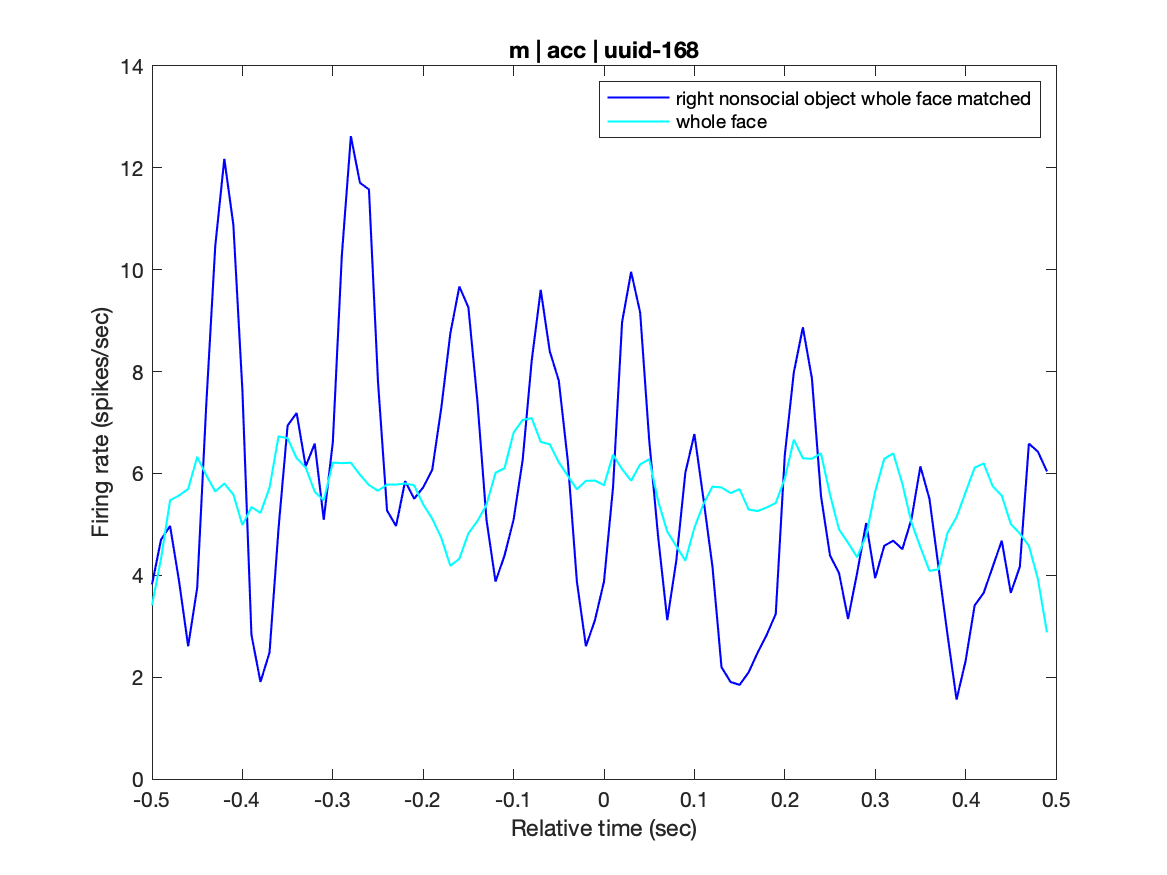 m | acc | uuid-168
right nonsocial object whole face matched
whole face
Firing rate (spikes/sec)
14
12
10
8
6
4
2
0
-0.5 -0.4 -0.3 -0.2 -0.1 0 0.1 0.2 0.3 0.4 0.5
Relative time (sec)